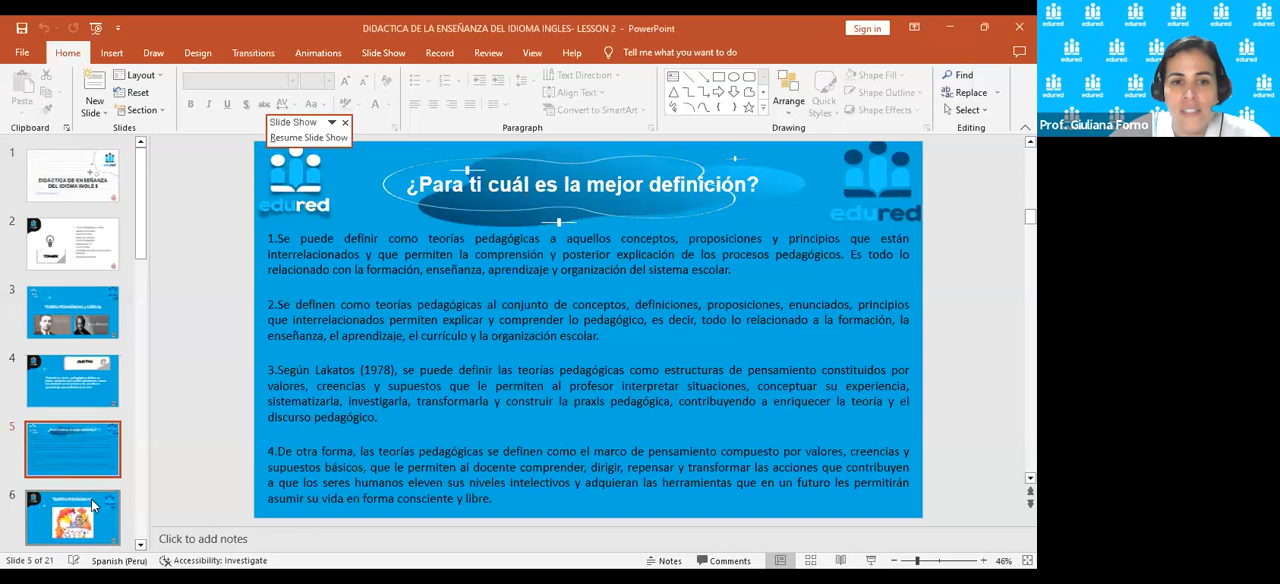 DIDACTICA DE LA ENSEÑANZA DEL IDIOMA INGLES- LESSON 2 - PowerPoint
Sign in
File Home Insert Draw Design Transitions Animations Slide Show Record Review View Help Tell me what you want to do
Paste
New
Slide
Layout
Reset
Section
Text Direction
Align Text
Convert to SmartArt
Arrange
Quick
Styles
Shape Fill
Shape Outline
Shape Effects
Find
Replace
Select
Clipboard Slides Paragraph Drawing Editing
Slide Show
Resume Slide Show
Prof. Giuliana Forno
edured
edured
¿Para ti cuál es la mejor definición?
1.Se puede definir como teorías pedagógicas a aquellos conceptos, proposiciones y principios que están
interrelacionados y que permiten la comprensión y posterior explicación de los procesos pedagógicos. Es todo lo
relacionado con la formación, enseñanza, aprendizaje y organización del sistema escolar.
2.Se definen como teorías pedagógicas al conjunto de conceptos, definiciones, proposiciones, enunciados, principios
que interrelacionados permiten explicar y comprender lo pedagógico, es decir, todo lo relacionado a la formación, la
enseñanza, el aprendizaje, el currículo y la organización escolar.
3.Según Lakatos (1978), se puede definir las teorías pedagógicas como estructuras de pensamiento constituidos por
valores, creencias y supuestos que le permiten al profesor interpretar situaciones, conceptuar su experiencia,
sistematizarla, investigarla, transformarla y construir la praxis pedagógica, contribuyendo a enriquecer la teoría y el
discurso pedagógico.
4.De otra forma, las teorías pedagógicas se definen como el marco de pensamiento compuesto por valores, creencias y
supuestos básicos, que le permiten al docente comprender, dirigir, repensar y transformar las acciones que contribuyen
a que los seres humanos eleven sus niveles intelectivos y adquieran las herramientas que en un futuro les permitirán
asumir su vida en forma consciente y libre.
1
2
3
4
5
6
Click to add notes
Slide 5 of 21 Spanish (Peru) Accessibility: Investigate Notes Comments 46%